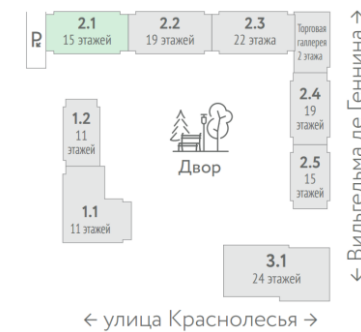 2.1
15 этажей
2.2
19 этажей
2.3
22 этажа
Торговая
галлерея
2 этажа
P
1.2
11
этажей
Двор
2.4
19
этажей
2.5
15
этажей
1.1
11 этажей
3.1
24 этажей
← Вильгельма де Геннина →
← улица Краснолесья →